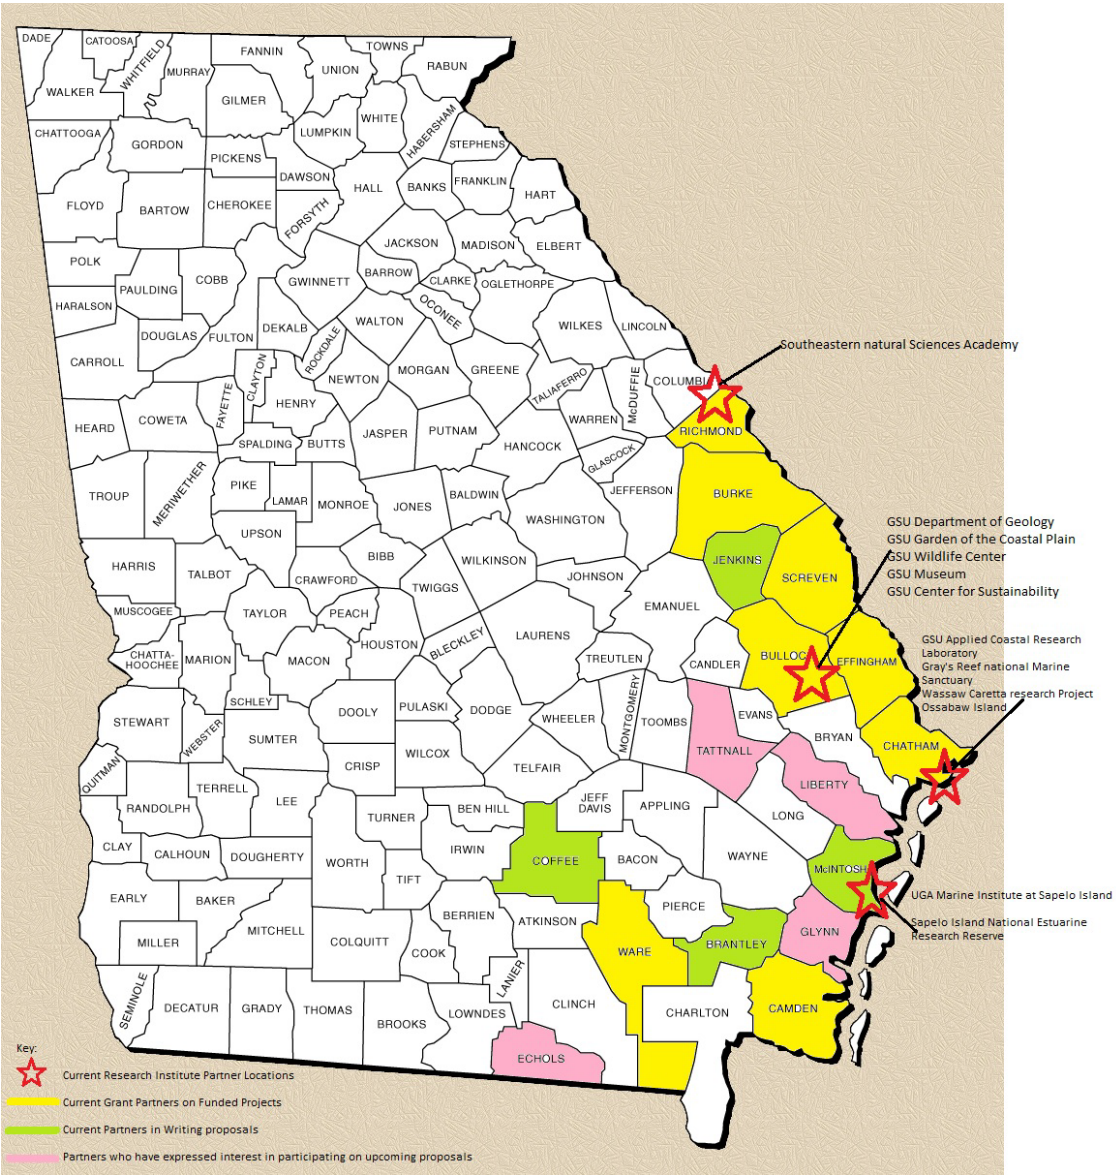 DADE
CATOOSA
WHITFIELD
MURRAY
FANNIN
UNION
TOWNS
RABUN
WALKER
GILMER
LUMPKIN
WHITE
HABERSHAM
STEPHENS
CHATTOOGA
GORDON
PICKENS
DAWSON
HALL
BANKS
FRANKLIN
HART
FLOYD
BARTOW
CHEROKEE
FORSYTH
JACKSON
MADISON
ELBERT
POLK
PAULDING
COBB
GWINNETT
BARROW
CLARKE
OGLETHORPE
HARALSON
DOUGLAS
FULTON
DEKALB
ROCKDALE
WALTON
OCONEE
WILKES
LINCOLN
Southeastern natural Sciences Academy
CARROLL
CLAYTON
FAYETTE
HENRY
NEWTON
MORGAN
GREENE
TALIAFERRO
McDUFFIE
COLUMBI
HEARD
COWETA
SPALDING
BUTTS
JASPER
PUTNAM
HANCOCK
WARREN
GLASCOCK
RICHMOND
TROUP
MERIWETHER
PIKE
LAMAR
MONROE
JONES
BALDWIN
WASHINGTON
JEFFERSON
BURKE
GSU Department of Geology
GSU Garden of the Coastal Plain
GSU Wildlife Center
GSU Museum
GSU Center for Sustainability
UPSON
BIBB
WILKINSON
JOHNSON
JENKINS
SCREVEN
HARRIS
TALBOT
CRAWFORD
TWIGGS
EMANUEL
MUSCOGEE
TAYLOR
PEACH
HOUSTON
BLECKLEY
LAURENS
TREUTLEN
CANDLER
BULLOC
EFFINGHAM
GSU Applied Coastal Research
Laboratory
Gray's Reef national Marine
Sanctuary
Wassaw Caretta research Project
Ossabaw Island
CHATTA-
HOOCHEE
MARION
MACON
SCHLEY
STEWART
WEBSTER
SUMTER
DOOLY
PULASKI
DODGE
WHEELER
MONTGOMERY
TOOMBS
TATTNALL
EVANS
BRYAN
CHATHAM
QUITMAN
CRISP
WILCOX
TELFAIR
LIBERTY
RANDOLPH
TERRELL
LEE
TURNER
BEN HILL
JEFF
DAVIS
APPLING
LONG
CLAY
CALHOUN
DOUGHERTY
WORTH
TIFT
IRWIN
COFFEE
BACON
WAYNE
McINTOSH
EARLY
BAKER
MITCHELL
BERRIEN
ATKINSON
PIERCE
UGA Marine Institute at Sapelo Island
Sapelo Island National Estuarine
Research Reserve
MILLER
COLQUITT
COOK
WARE
BRANTLEY
GLYNN
SEMINOLE
DECATUR
GRADY
THOMAS
BROOKS
LOWNDES
LANIER
CLINCH
CHARLTON
CAMDEN
ECHOLS
Key:
Current Research Institute Partner Locations
Current Grant Partners on Funded Projects
Current Partners in Writing proposals
Partners who have expressed interest in participating on upcoming proposals